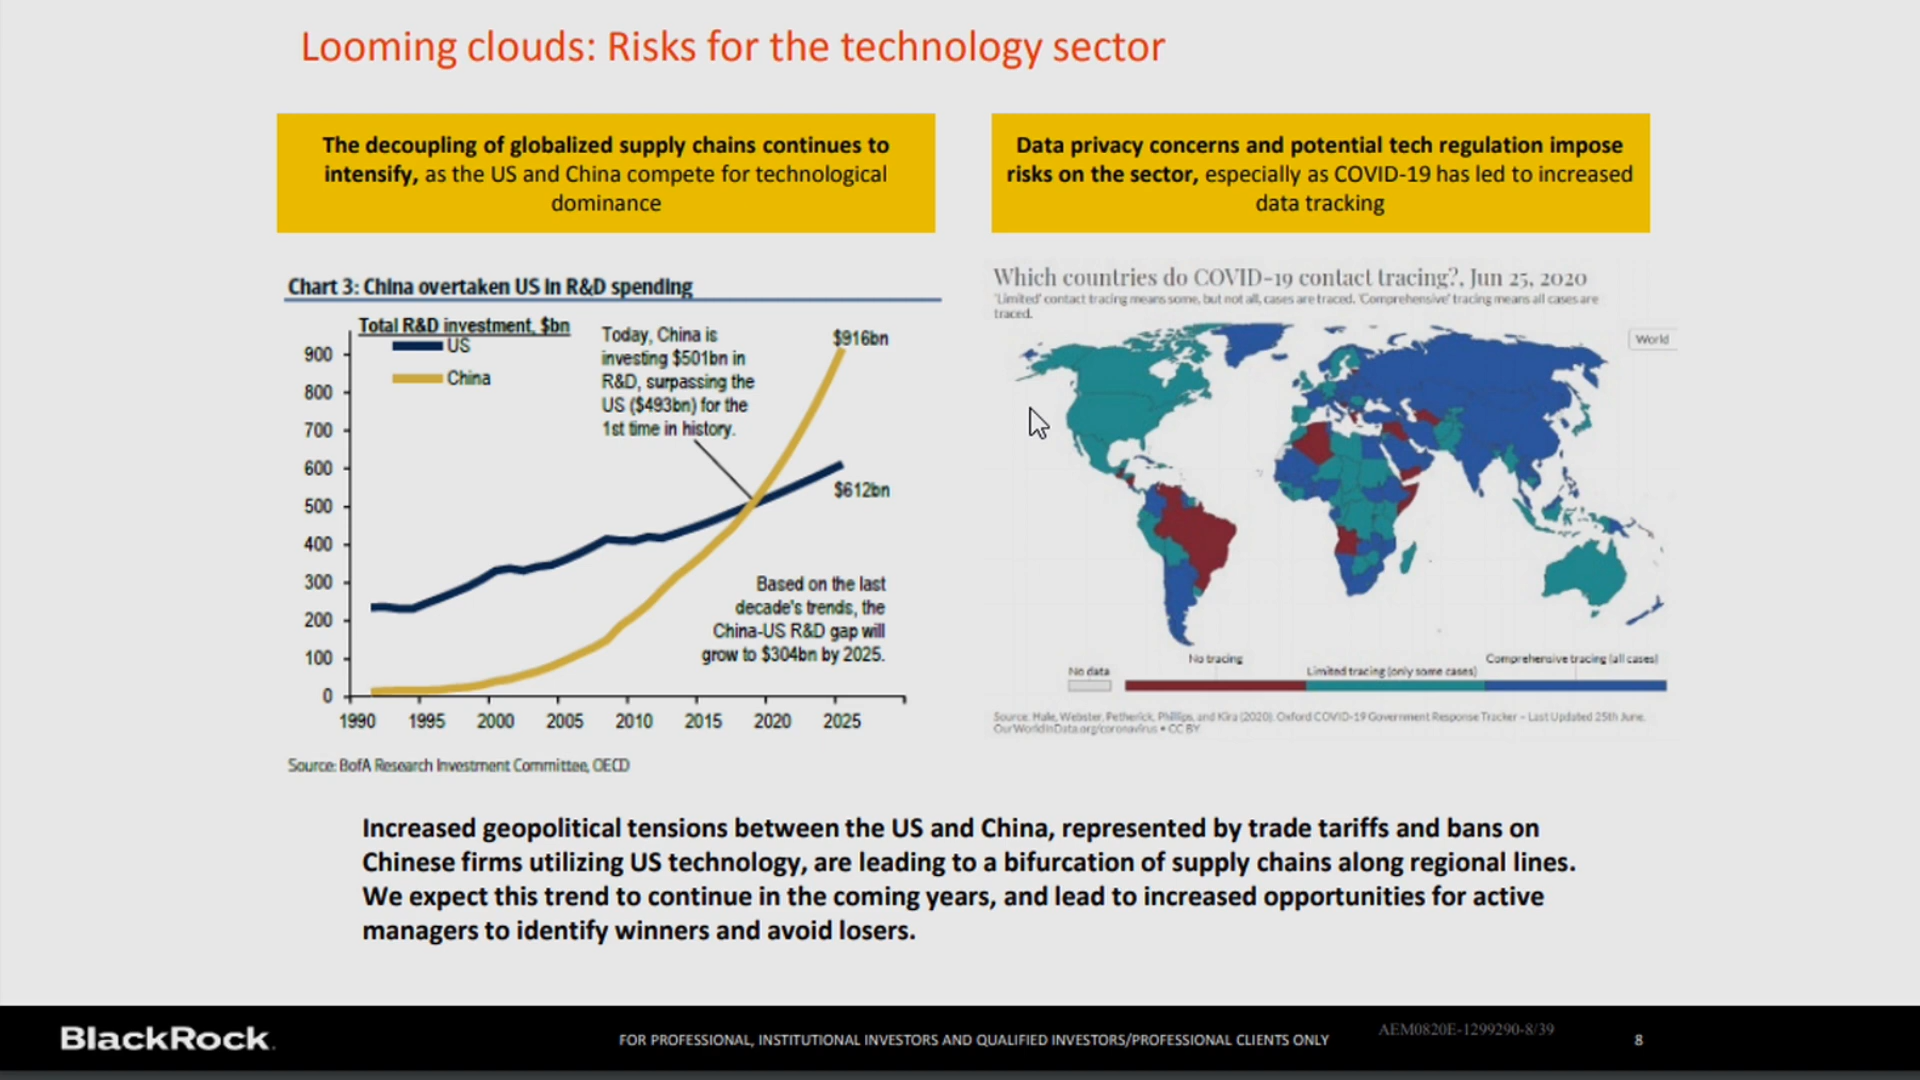 Looming clouds: Risks for the technology sector
The decoupling of globalized supply chains continues to
intensify, as the US and China compete for technological
dominance
Data privacy concerns and potential tech regulation impose
risks on the sector, especially as COVID-19 has led to increased
data tracking
Chart 3: China overtaken US in R&D spending
Total R&D investment, $bn
US
China
Today, China is
investing $501bn in
R&D, surpassing the
US ($493bn) for the
1st time in history.
$916bn
$612bn
Based on the last
decade's trends, the
China-US R&D gap will
grow to $304bn by 2025.
900
800
700
600
500
400
300
200
100
0
1990 1995 2000 2005 2010 2015 2020 2025
Source: BofA Research Investment Committee, OECD
Which countries do COVID-19 contact tracing?, Jun 25, 2020
'Limited' contact tracing means some, but not all, cases are traced. 'Comprehensive' tracing means all cases are
traced.
World
No data
No tracing
Limited tracing (only some cases)
Comprehensive tracing (all cases)
Source: Hale, Webster, Petherick, Phillips, and Kira (2020). Oxford COVID-19 Government Response Tracker – Last Updated 25th June.
OurWorldInData.org/coronavirus • CC BY
Increased geopolitical tensions between the US and China, represented by trade tariffs and bans on
Chinese firms utilizing US technology, are leading to a bifurcation of supply chains along regional lines.
We expect this trend to continue in the coming years, and lead to increased opportunities for active
managers to identify winners and avoid losers.
BlackRock.
FOR PROFESSIONAL, INSTITUTIONAL INVESTORS AND QUALIFIED INVESTORS/PROFESSIONAL CLIENTS ONLY
AEM0820E-1299290-8/39
8